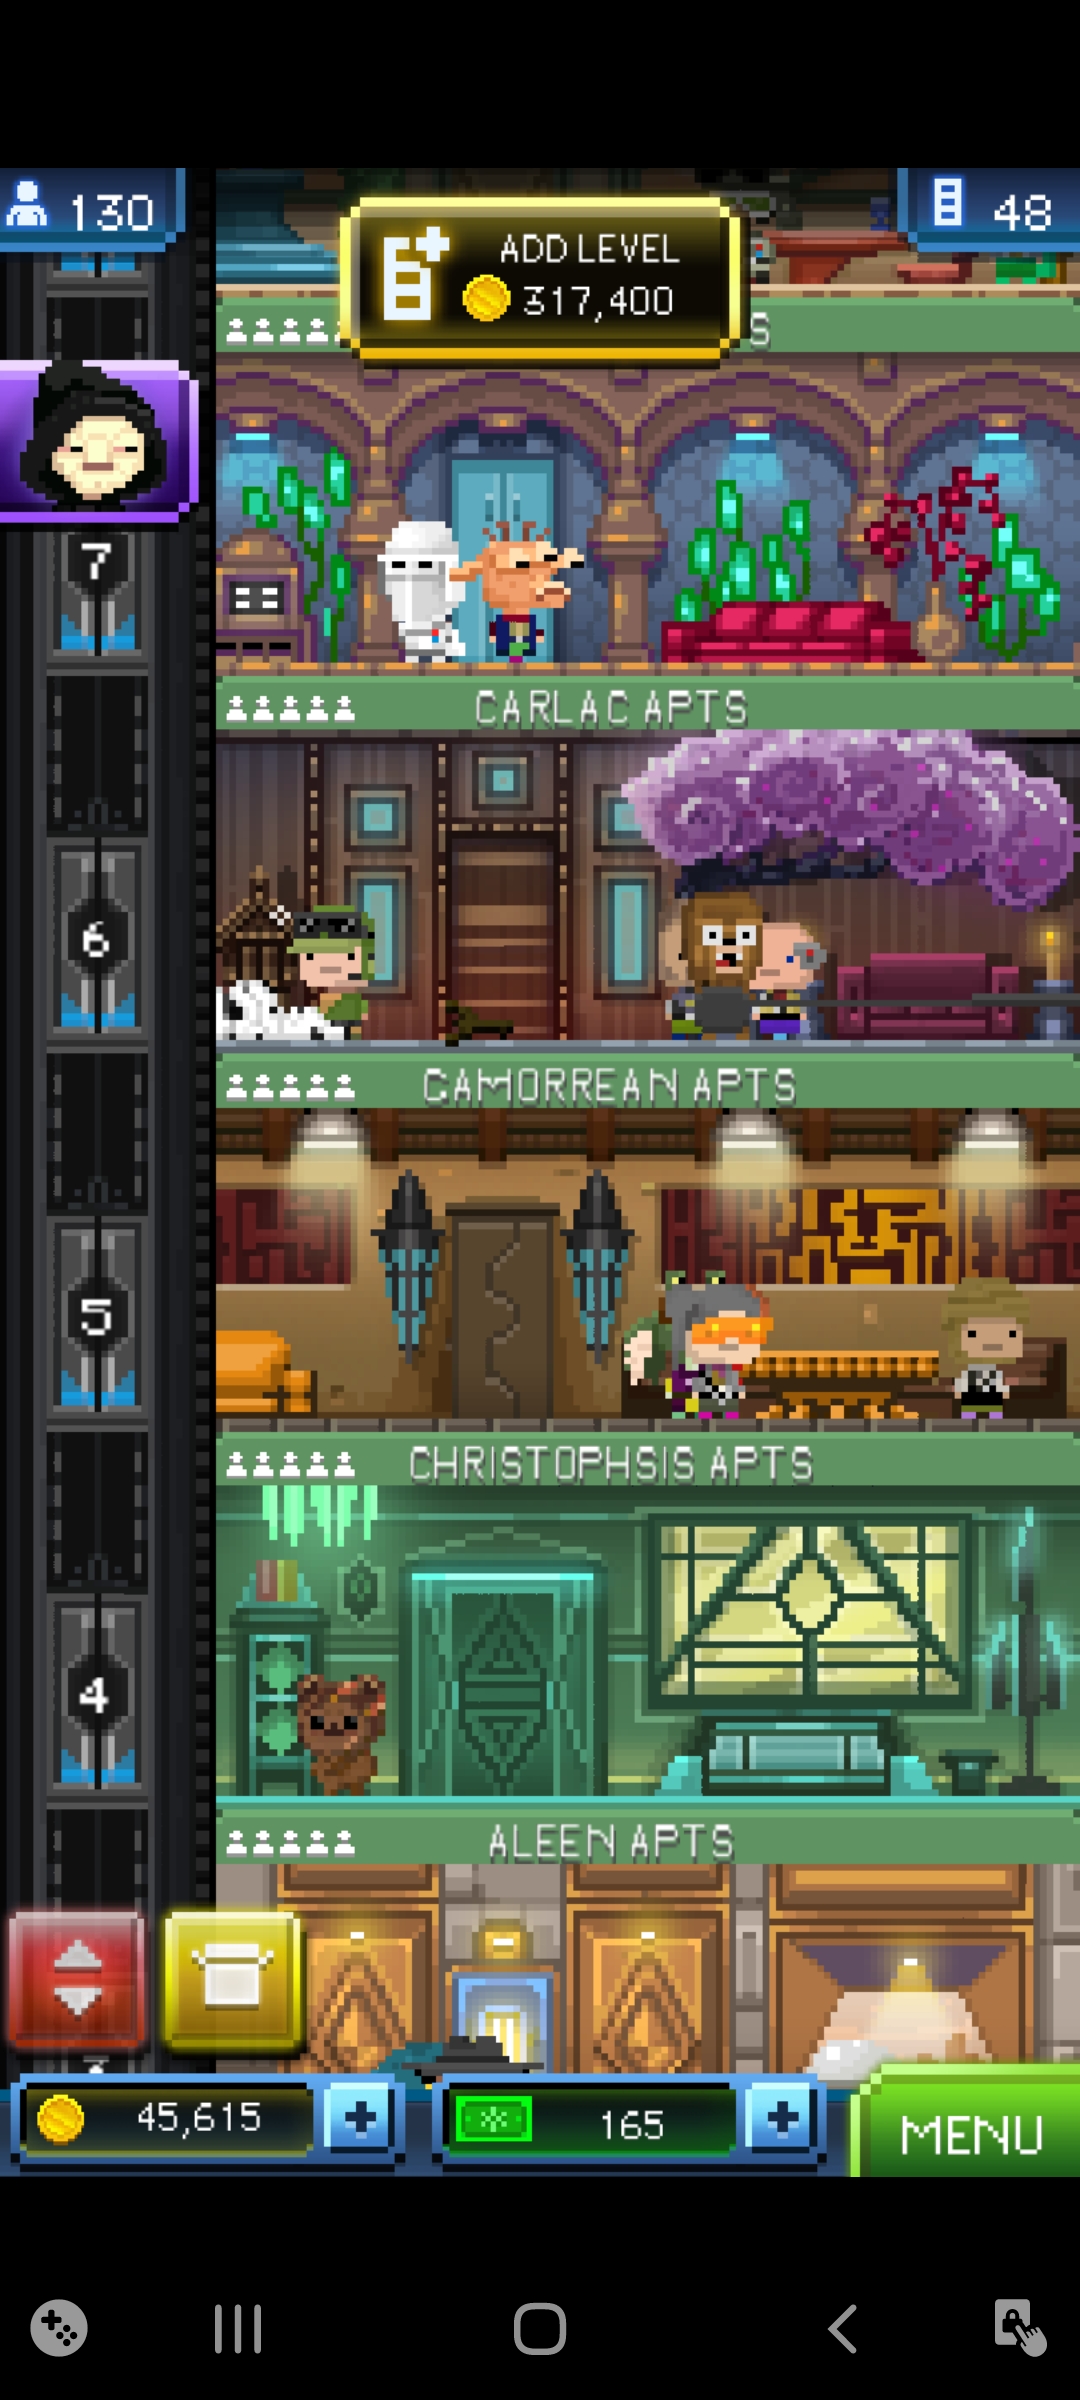 130
48
ADD LEVEL
317,400
S
7
CARLAC APTS
6
CAMORREAN APTS
5
CHRISTOPHSIS APTS
4
ALEEN APTS
45,615
165
MENU